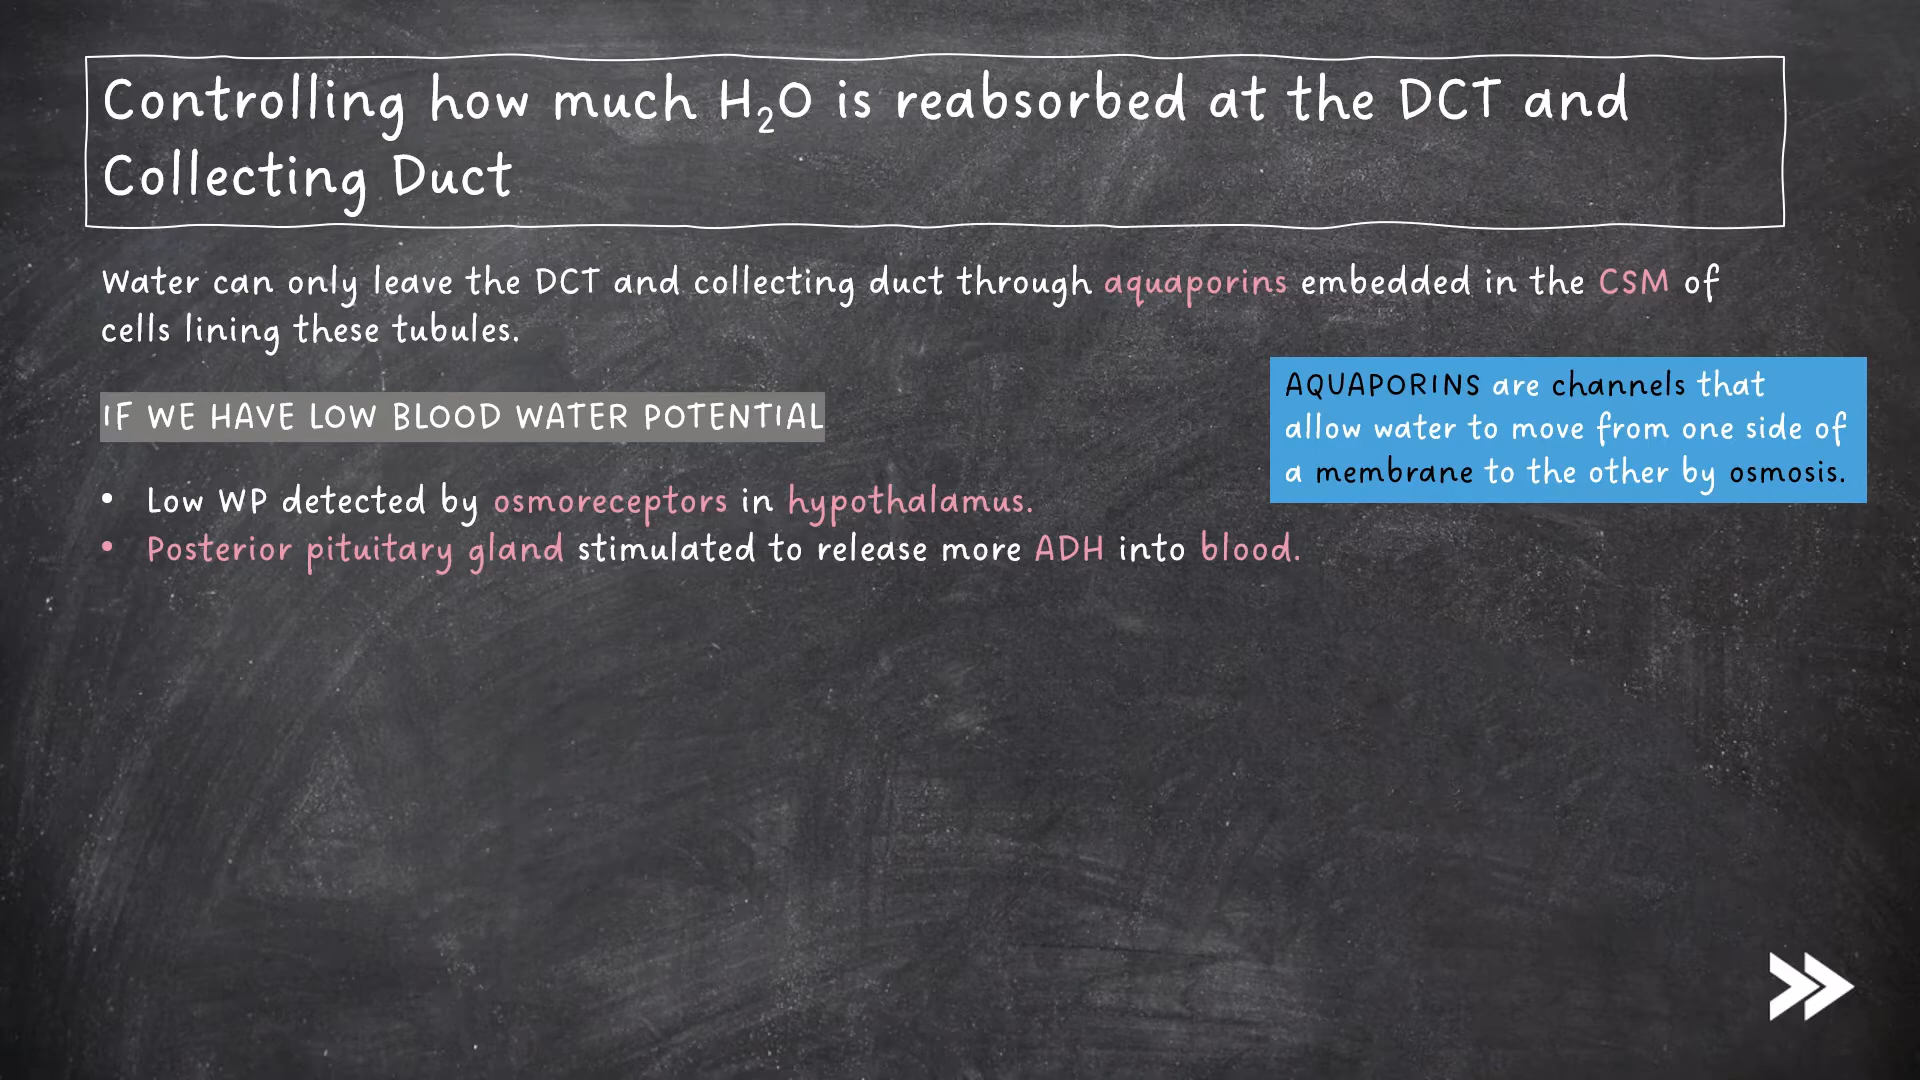 Controlling how much H₂O is reabsorbed at the DCT and
Collecting Duct
Water can only leave the DCT and collecting duct through aquaporins embedded in the CSM of
cells lining these tubules.
AQUAPORINS are channels that
allow water to move from one side of
a membrane to the other by osmosis.
IF WE HAVE LOW BLOOD WATER POTENTIAL
• Low WP detected by osmoreceptors in hypothalamus.
• Posterior pituitary gland stimulated to release more ADH into blood.